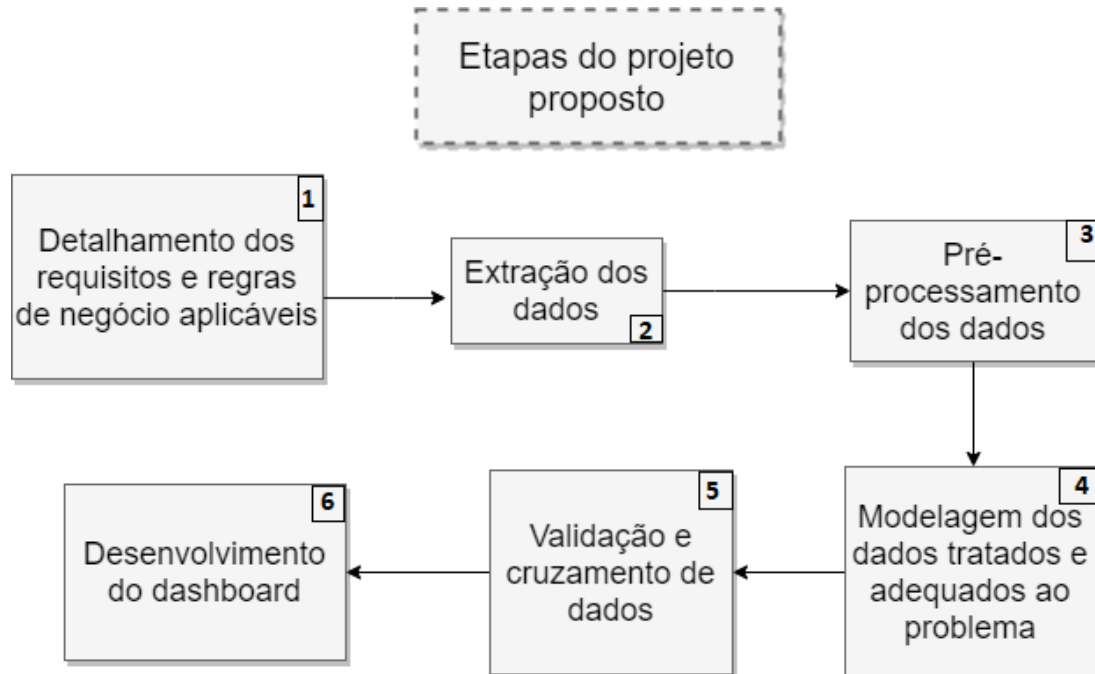 Etapas do projeto
proposto
1
Detalhamento dos
requisitos e regras
de negócio aplicáveis
Extração dos
dados
2
3
Pré-
processamento
dos dados
4
Modelagem dos
dados tratados e
adequados ao
problema
5
Validação e
cruzamento de
dados
6
Desenvolvimento
do dashboard